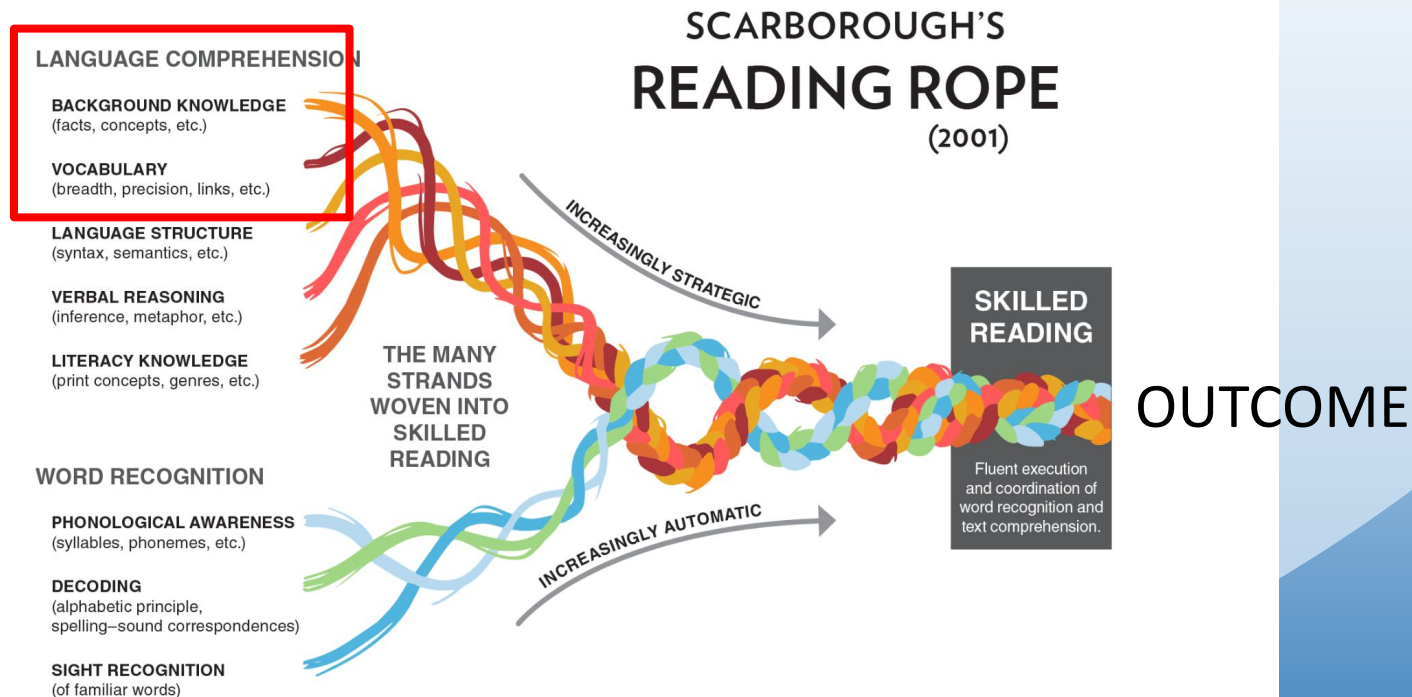 SCARBOROUGH'S
READING ROPE
(2001)
LANGUAGE COMPREHENSION
BACKGROUND KNOWLEDGE
(facts, concepts, etc.)
VOCABULARY
(breadth, precision, links, etc.)
LANGUAGE STRUCTURE
(syntax, semantics, etc.)
VERBAL REASONING
(inference, metaphor, etc.)
LITERACY KNOWLEDGE
(print concepts, genres, etc.)
WORD RECOGNITION
PHONOLOGICAL AWARENESS
(syllables, phonemes, etc.)
DECODING
(alphabetic principle,
spelling–sound correspondences)
SIGHT RECOGNITION
(of familiar words)
THE MANY
STRANDS
WOVEN INTO
SKILLED
READING
INCREASINGLY STRATEGIC
INCREASINGLY AUTOMATIC
SKILLED
READING
Fluent execution
and coordination of
word recognition and
text comprehension.
OUTCOME